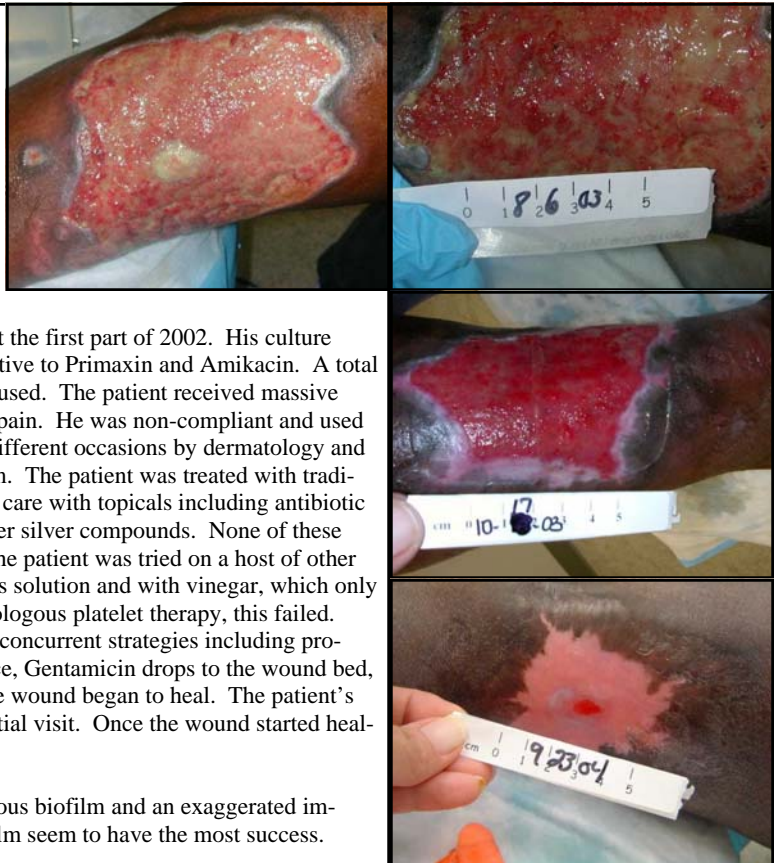 0 1 2 3 4 5
8 6 03
t the first part of 2002. His culture
tive to Primaxin and Amikacin. A total
used. The patient received massive
pain. He was non-compliant and used
ifferent occasions by dermatology and
n. The patient was treated with tradi-
care with topicals including antibiotic
er silver compounds. None of these
he patient was tried on a host of other
s solution and with vinegar, which only
ologous platelet therapy, this failed.
concurrent strategies including pro-
ce, Gentamicin drops to the wound bed,
e wound began to heal. The patient's
tial visit. Once the wound started heal-
ous biofilm and an exaggerated im-
lm seem to have the most success.
17
cm 0 4 5
10- 03
cm 0 1 2 3 5
9 23 04